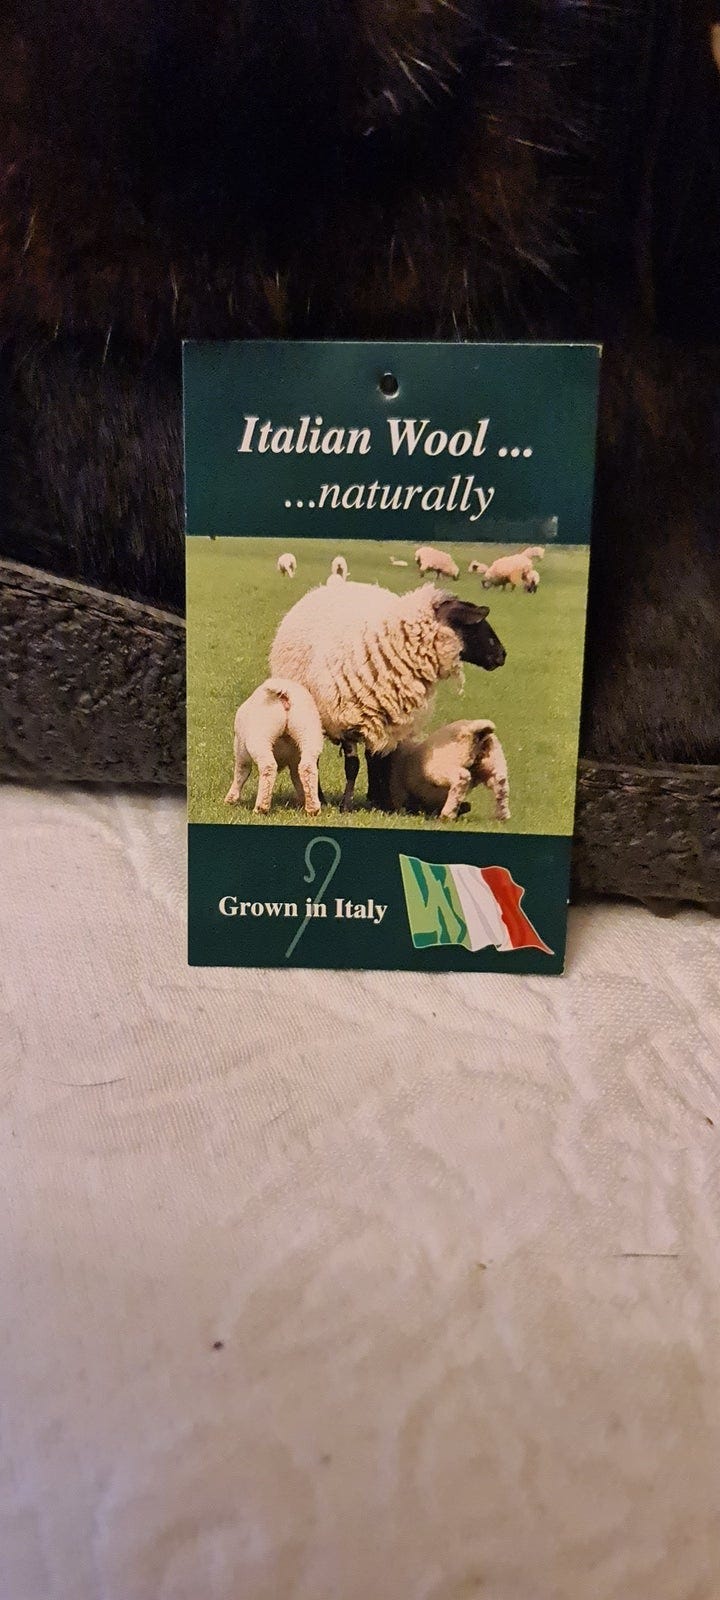 Italian Wool ...
...naturally
Grown in Italy